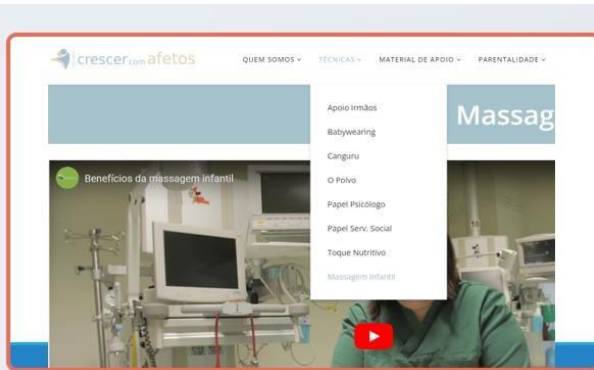 crescer com afetos
QUEM SOMOS TÉCNICAS MATERIAL DE APOIO PARENTALIDADE
Massag
Apoio Irmãos
Babywearing
Canguru
O Polvo
Papel Psicólogo
Papel Serv. Social
Toque Nutritivo
Massagem Infantil
Benefícios da massagem infantil